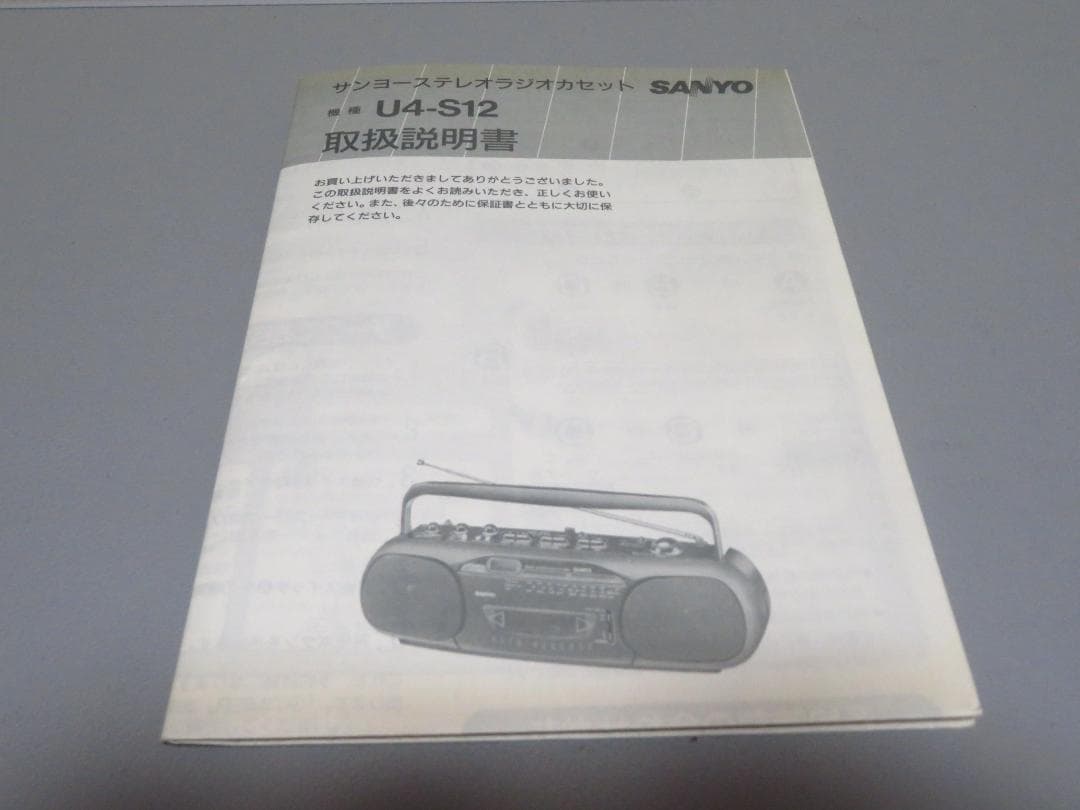 サンヨーステレオラジオカセット SANYO
機種 U4-S12
取扱説明書
お買い上げいただきましてありがとうございました。
この取扱説明書をよくお読みいただき、正しくお使い
ください。また、後々のために保証書とともに大切に保
存してください。